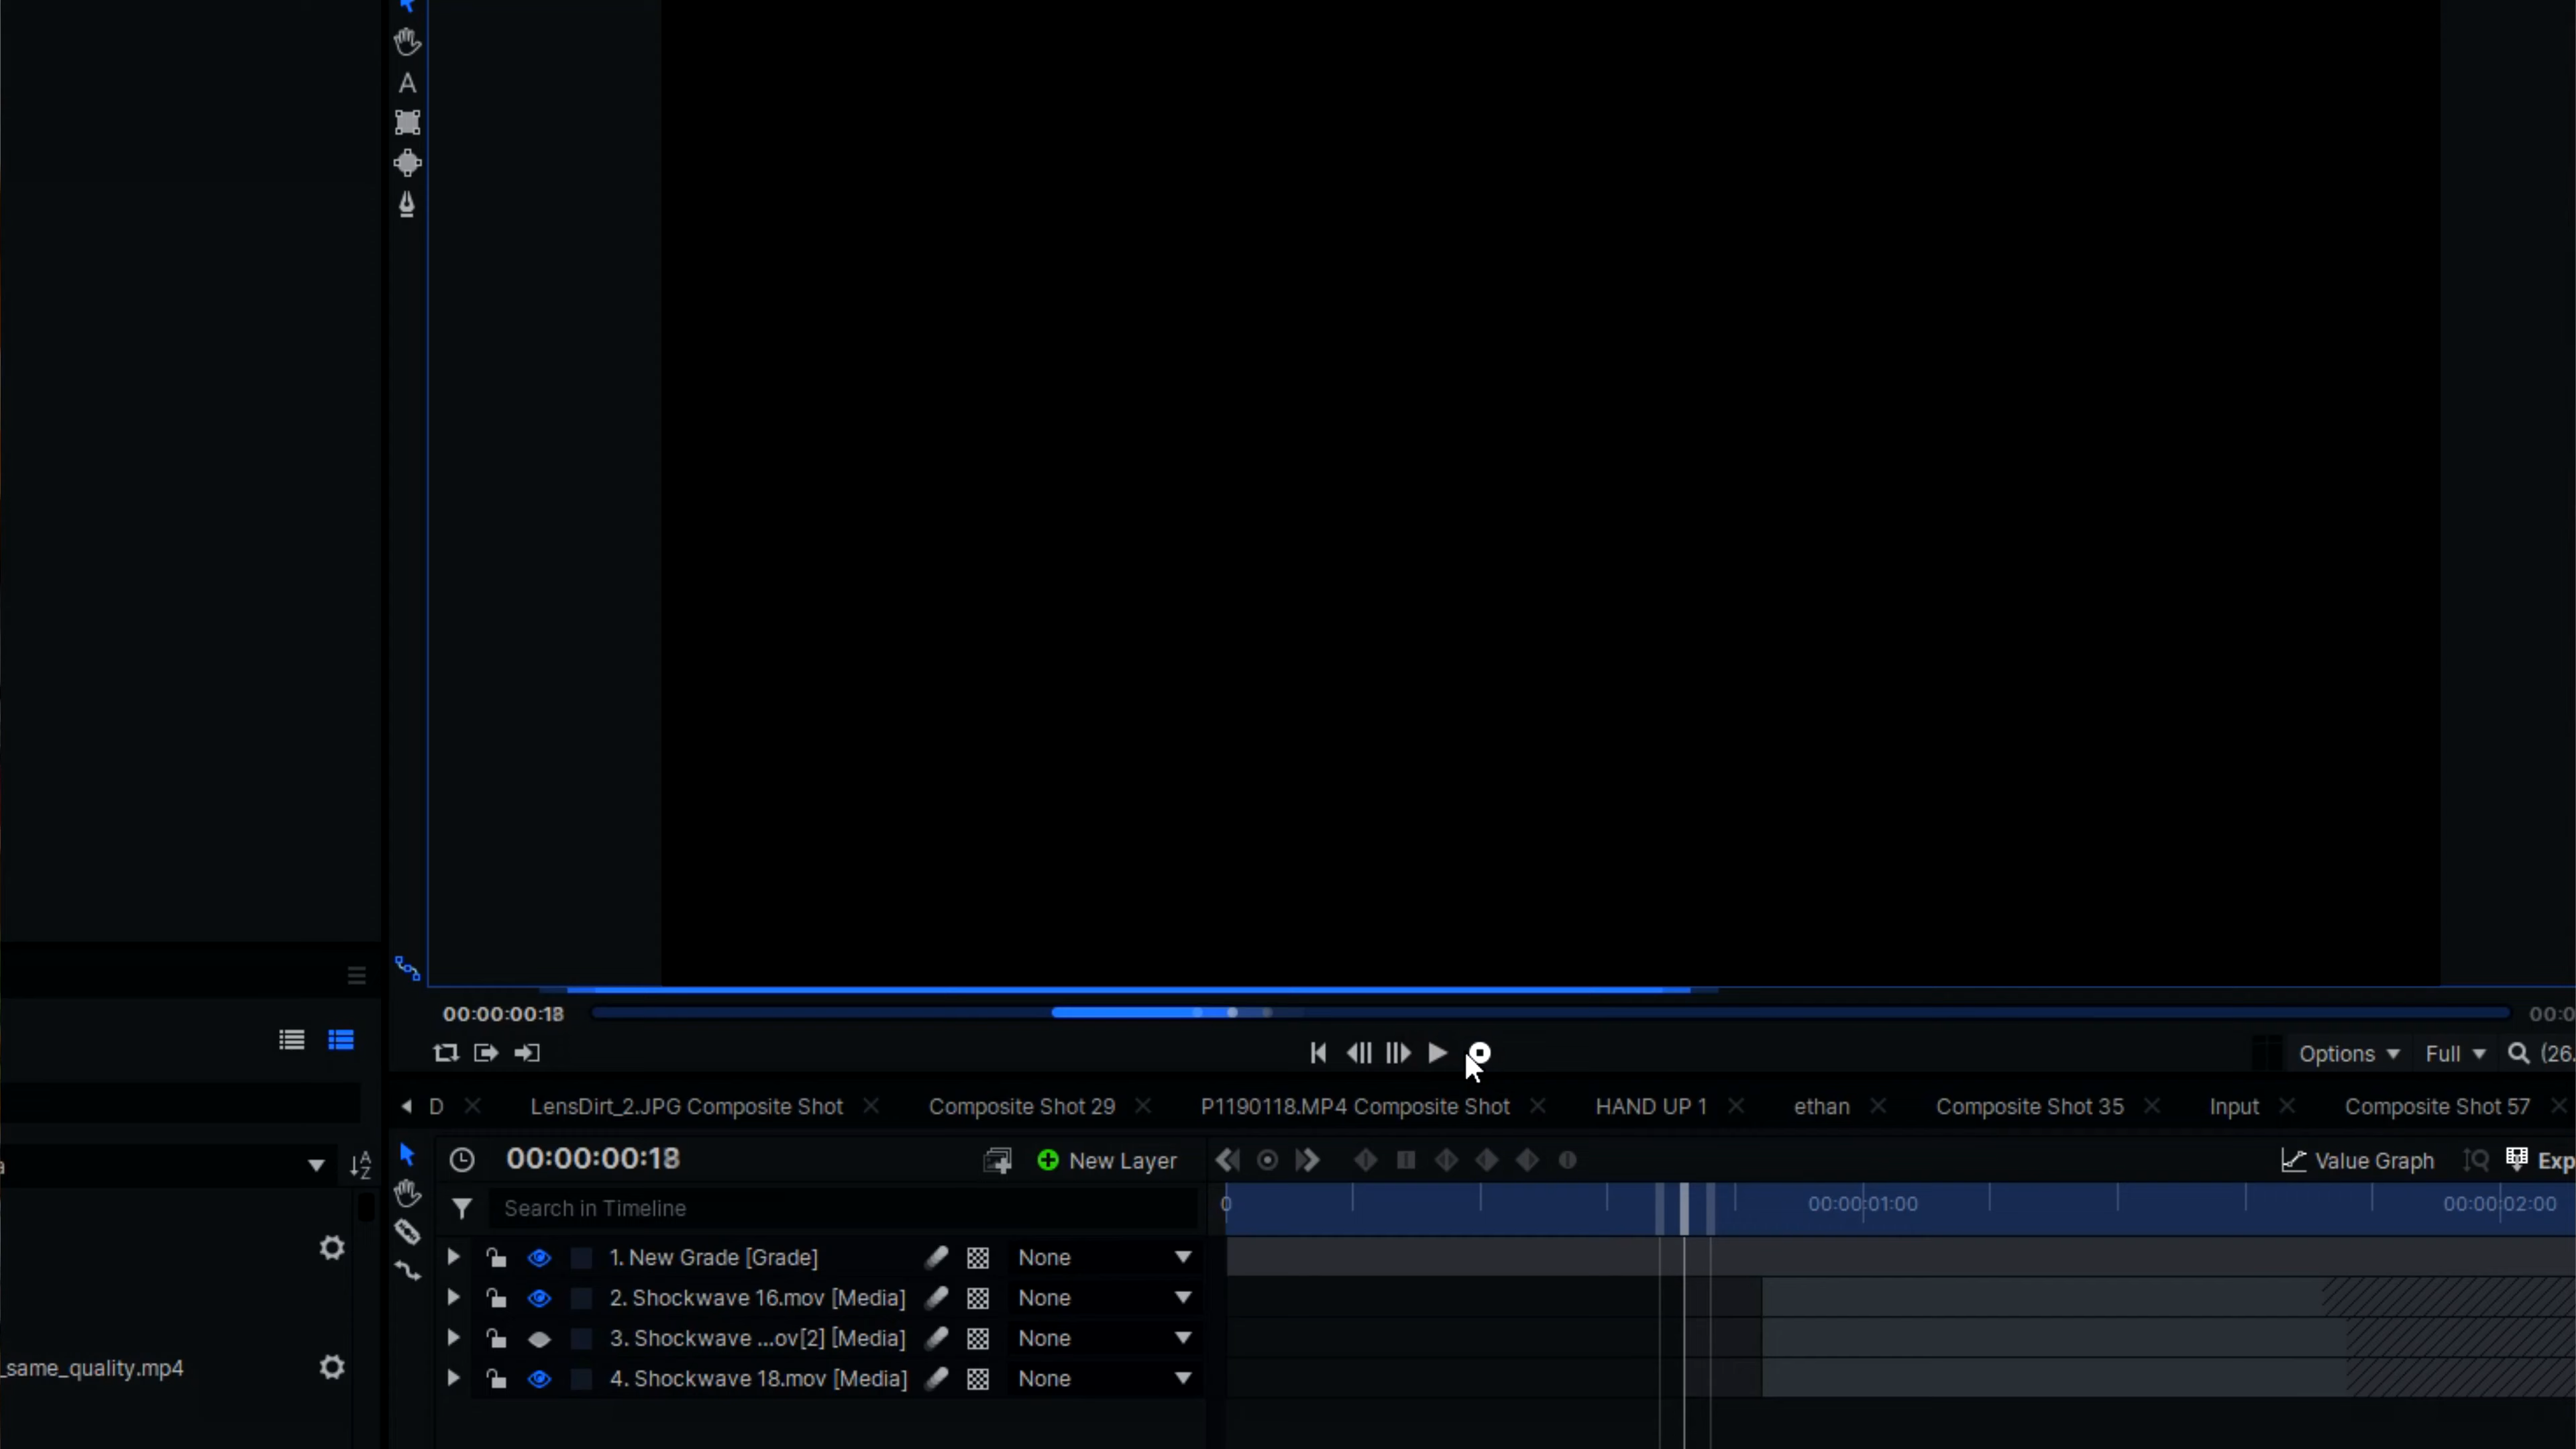 A
00:00:00:18
00:0
Options
Full
(26.
D
LensDirt_2.JPG Composite Shot
Composite Shot 29
P1190118.MP4 Composite Shot
HAND UP 1
ethan
Composite Shot 35
Input
Composite Shot 57
00:00:00:18
New Layer
Value Graph
Exp
a
A
Z
Search in Timeline
0
00:00:01:00
00:00:02:00
1. New Grade [Grade]
None
2. Shockwave 16.mov [Media]
None
3. Shockwave ...ov[2] [Media]
None
_same_quality.mp4
4. Shockwave 18.mov [Media]
None